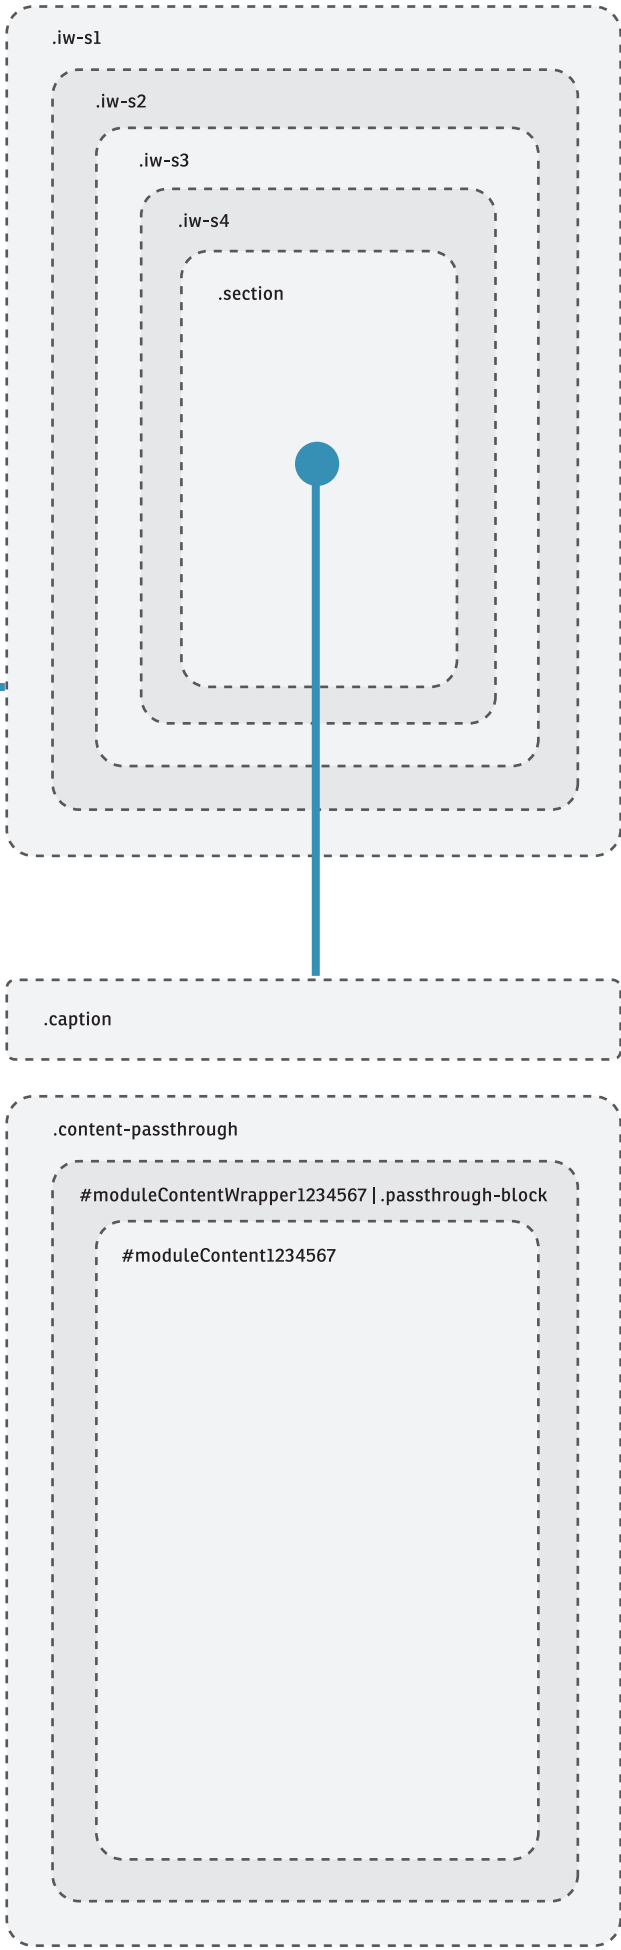 .iw-s1
.iw-s2
.iw-s3
.iw-s4
.section
.caption
.content-passthrough
#moduleContentWrapper1234567 | .passthrough-block
#moduleContent1234567